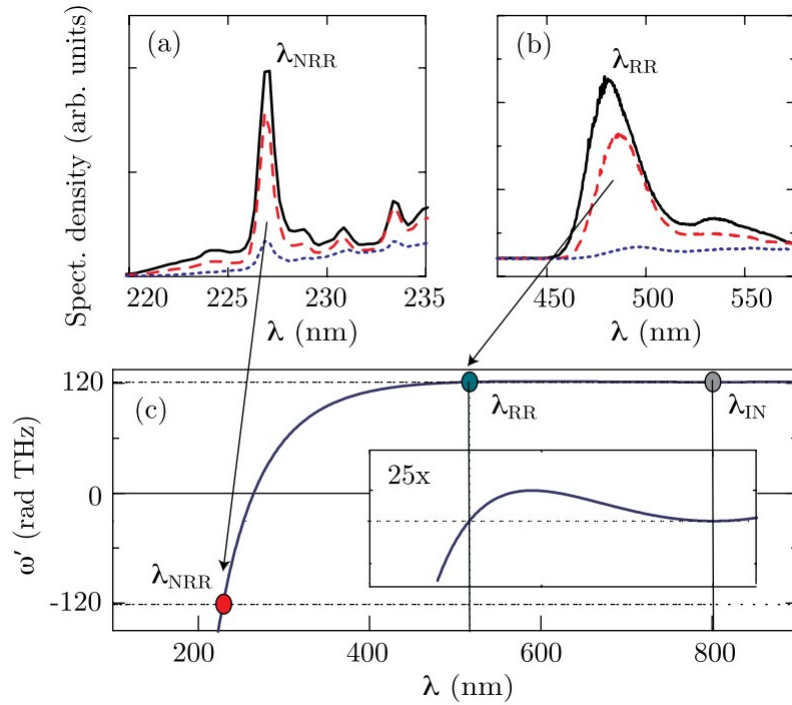 (a)
λNRR
(b)
λRR
Spect. density (arb. units)
220 225 230 235
λ (nm)
450 500 550
λ (nm)
(c)
120
0
-120
ω' (rad THz)
λRR
λIN
25x
λNRR
200 400 600 800
λ (nm)